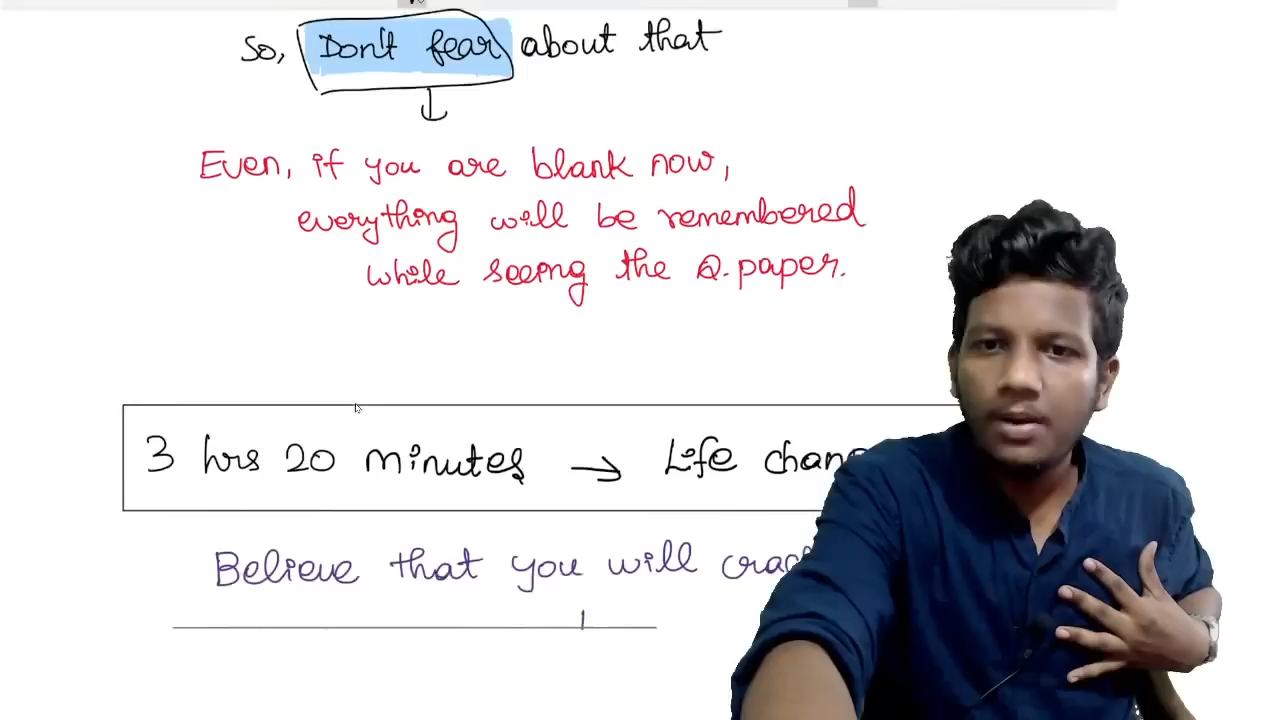 So, Don't fear about that
Even, if you are blank now,
everything will be remembered
while seeing the Q.paper.
3 hrs 20 minutes → Life
Believe that you will